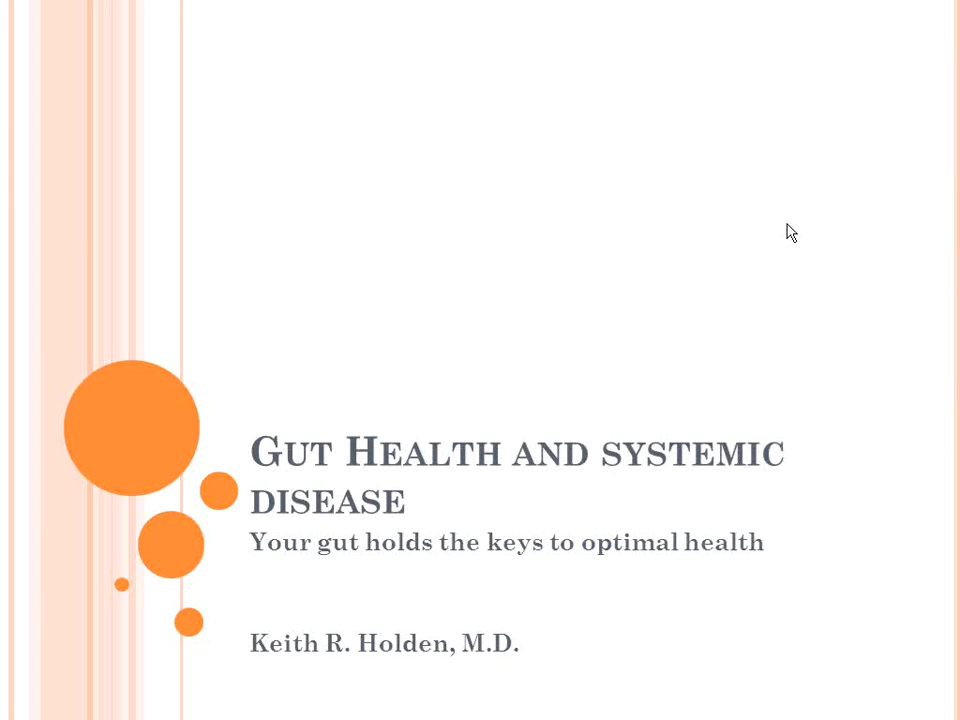 Gut Health and systemic
disease
Your gut holds the keys to optimal health
Keith R. Holden, M.D.